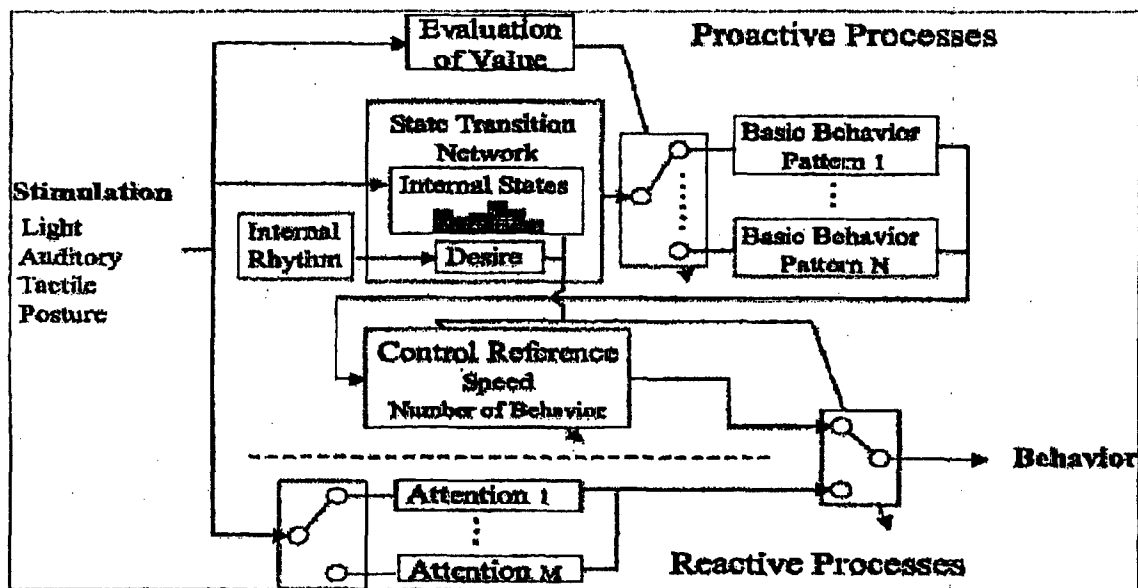 Evaluation
of Value
Proactive Processes
State Transition
Network
Internal States
Internal
Rhythm
Desire
Basic Behavior
Pattern 1
Basic Behavior
Pattern N
Stimulation
Light
Auditory
Tactile
Posture
Control Reference
Speed
Number of Behavior
Behavior
Attention 1
Attention M
Reactive Processes